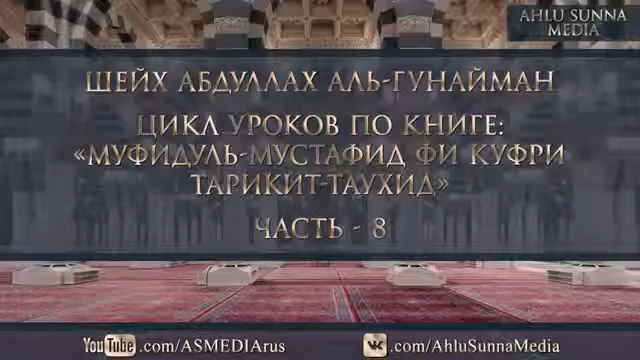 AHLU SUNNA
MEDIA
ШЕЙХ АБДУЛЛАХ АЛЬ-ГУНАЙМАН
ЦИКЛ УРОКОВ ПО КНИГЕ:
«МУФИДУЛЬ-МУСТАФИД ФИ КУФРИ
ТАРИКИТ-ТАУХИД»
ЧАСТЬ - 8
YouTube .com/ASMEDIArus .com/AhluSunnaMedia